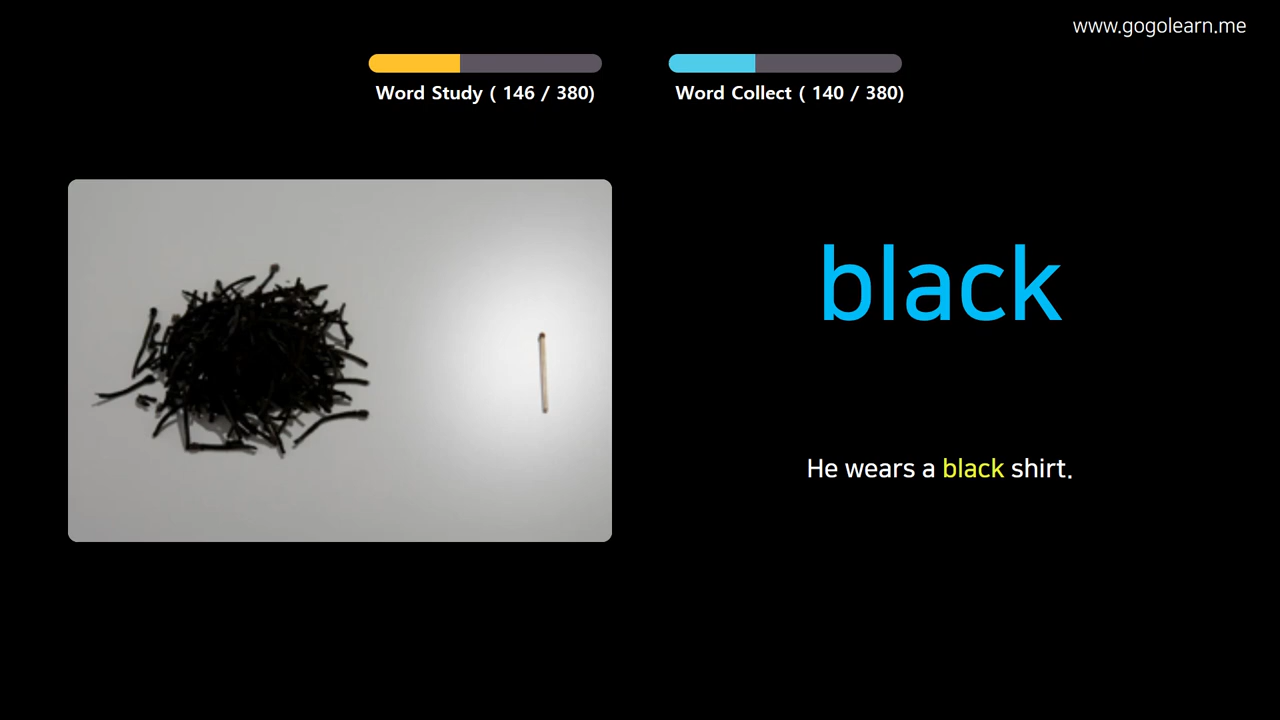 www.gogolearn.me
Word Study ( 146 / 380)
Word Collect ( 140 / 380)
black
He wears a black shirt.